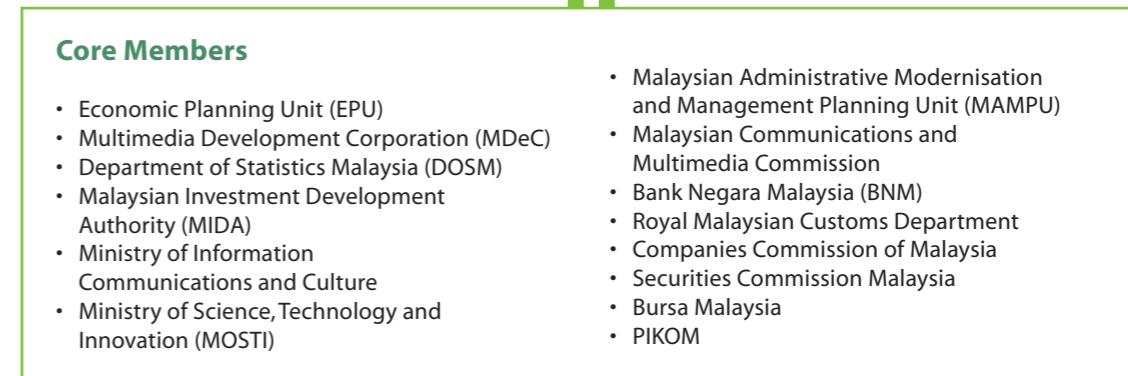 Core Members
• Economic Planning Unit (EPU)
• Multimedia Development Corporation (MDeC)
• Department of Statistics Malaysia (DOSM)
• Malaysian Investment Development
Authority (MIDA)
• Ministry of Information
Communications and Culture
• Ministry of Science, Technology and
Innovation (MOSTI)
• Malaysian Administrative Modernisation
and Management Planning Unit (MAMPU)
• Malaysian Communications and
Multimedia Commission
• Bank Negara Malaysia (BNM)
• Royal Malaysian Customs Department
• Companies Commission of Malaysia
• Securities Commission Malaysia
• Bursa Malaysia
• PIKOM